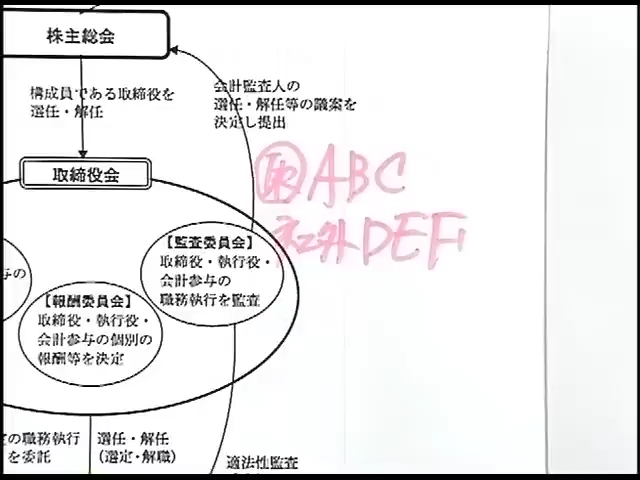 株主総会
構成員である取締役を
選任・解任
会計監査人の
選任・解任等の議案を
決定し提出
取締役会
取 ABC
社外 DEF
【監査委員会】
取締役・執行役・
会計参与の
職務執行を監査
与の
【報酬委員会】
取締役・執行役・
会計参与の個別の
報酬等を決定
の職務執行
を委託
選任・解任
(選定・解職)
適法性監査